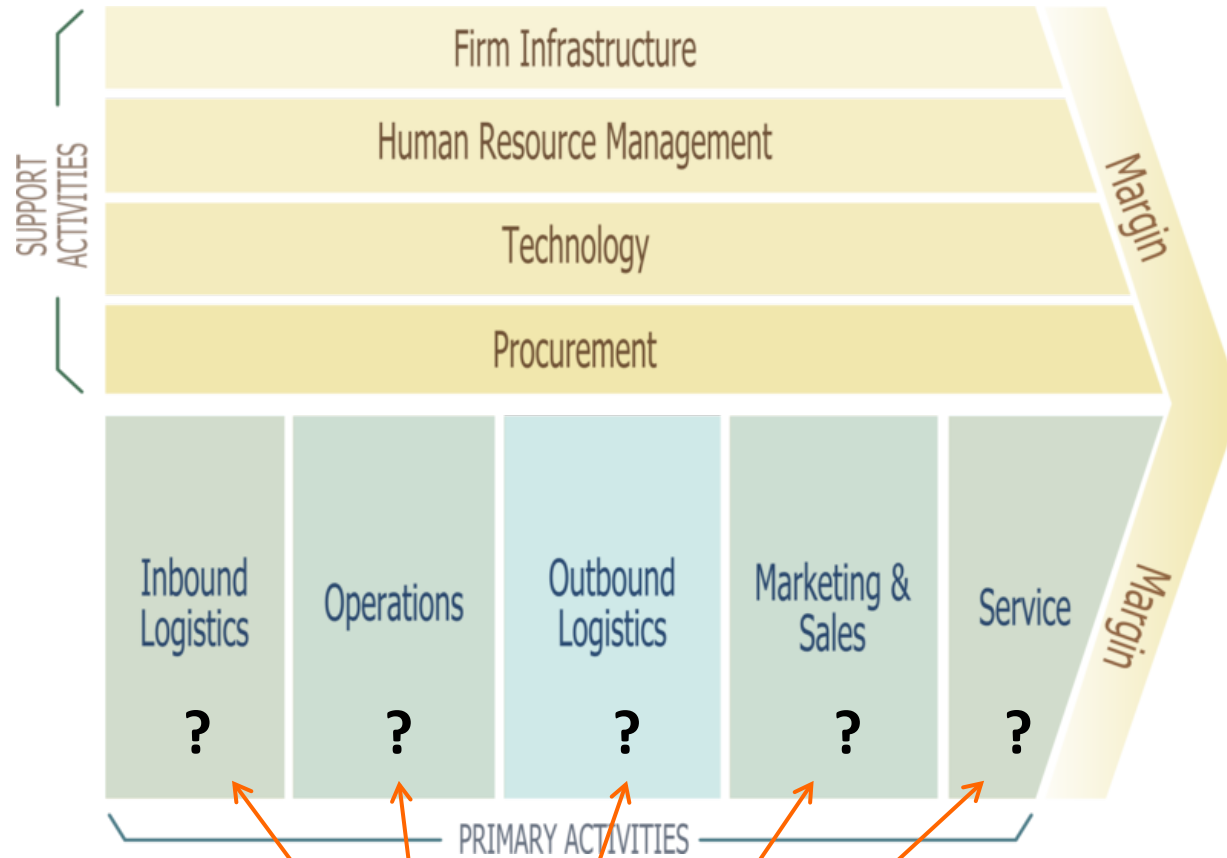 Firm Infrastructure
Human Resource Management
Technology
Procurement
SUPPORT
ACTIVITIES
Margin
Inbound
Logistics
?
Operations
?
Outbound
Logistics
?
Marketing &
Sales
?
Service
?
Margin
PRIMARY ACTIVITIES